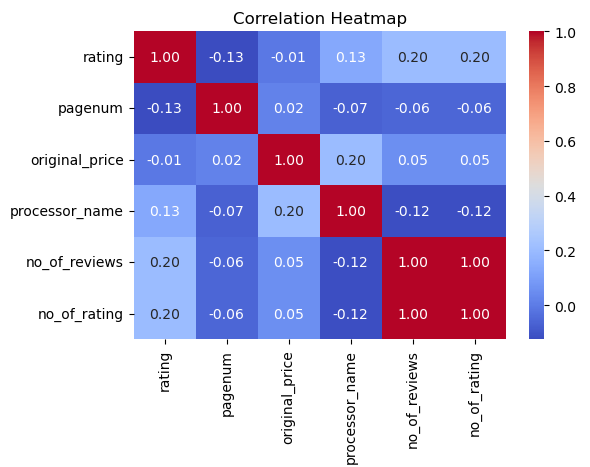 Correlation Heatmap
rating 1.00 -0.13 -0.01 0.13 0.20 0.20
pagenum -0.13 1.00 0.02 -0.07 -0.06 -0.06
original_price -0.01 0.02 1.00 0.20 0.05 0.05
processor_name 0.13 -0.07 0.20 1.00 -0.12 -0.12
no_of_reviews 0.20 -0.06 0.05 -0.12 1.00 1.00
no_of_rating 0.20 -0.06 0.05 -0.12 1.00 1.00
rating
pagenum
original_price
processor_name
no_of_reviews
no_of_rating
1.0
0.8
0.6
0.4
0.2
0.0